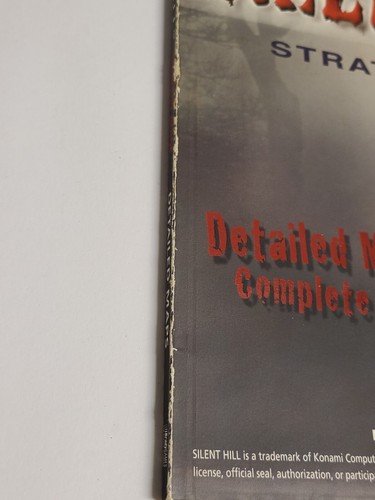 STRA
Detailed M
Complete
SILENT HILL is a trademark of Konami Comput
license, official seal, authorization, or particip